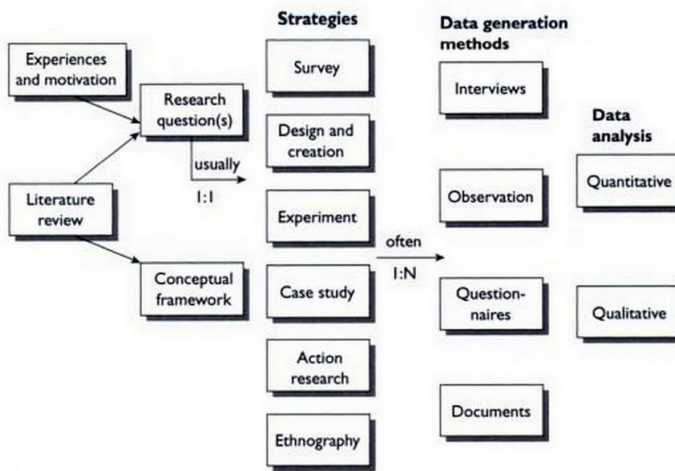 Experiences
and motivation
Literature
review
Research
question(s)
usually
1:1
Conceptual
framework
Strategies
Survey
Design and
creation
Experiment
Case study
Action
research
Ethnography
often
1:N
Data generation
methods
Interviews
Observation
Question-
naires
Documents
Data
analysis
Quantitative
Qualitative